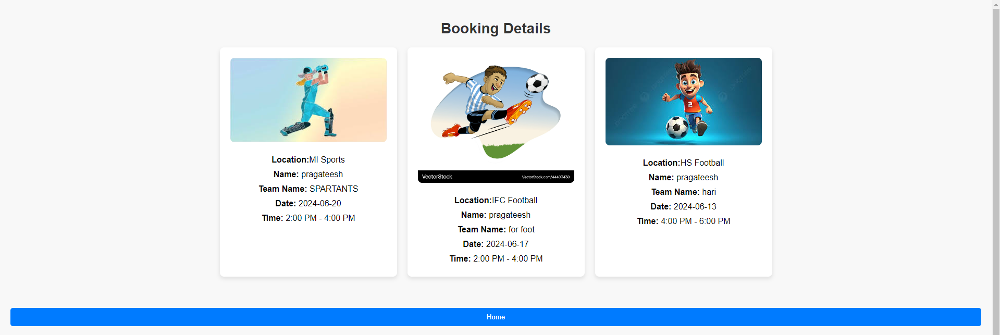 Booking Details
Location:MI Sports
Name: pragateesh
Team Name: SPARTANTS
Date: 2024-06-20
Time: 2:00 PM - 4:00 PM
VectorStock
VectorStock.com/44403430
Location:IFC Football
Name: pragateesh
Team Name: for foot
Date: 2024-06-17
Time: 2:00 PM - 4:00 PM
2
Location:HS Football
Name: pragateesh
Team Name: hari
Date: 2024-06-13
Time: 4:00 PM - 6:00 PM
Home